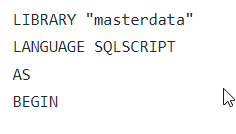 LIBRARY "masterdata"
LANGUAGE SQLSCRIPT
AS
BEGIN